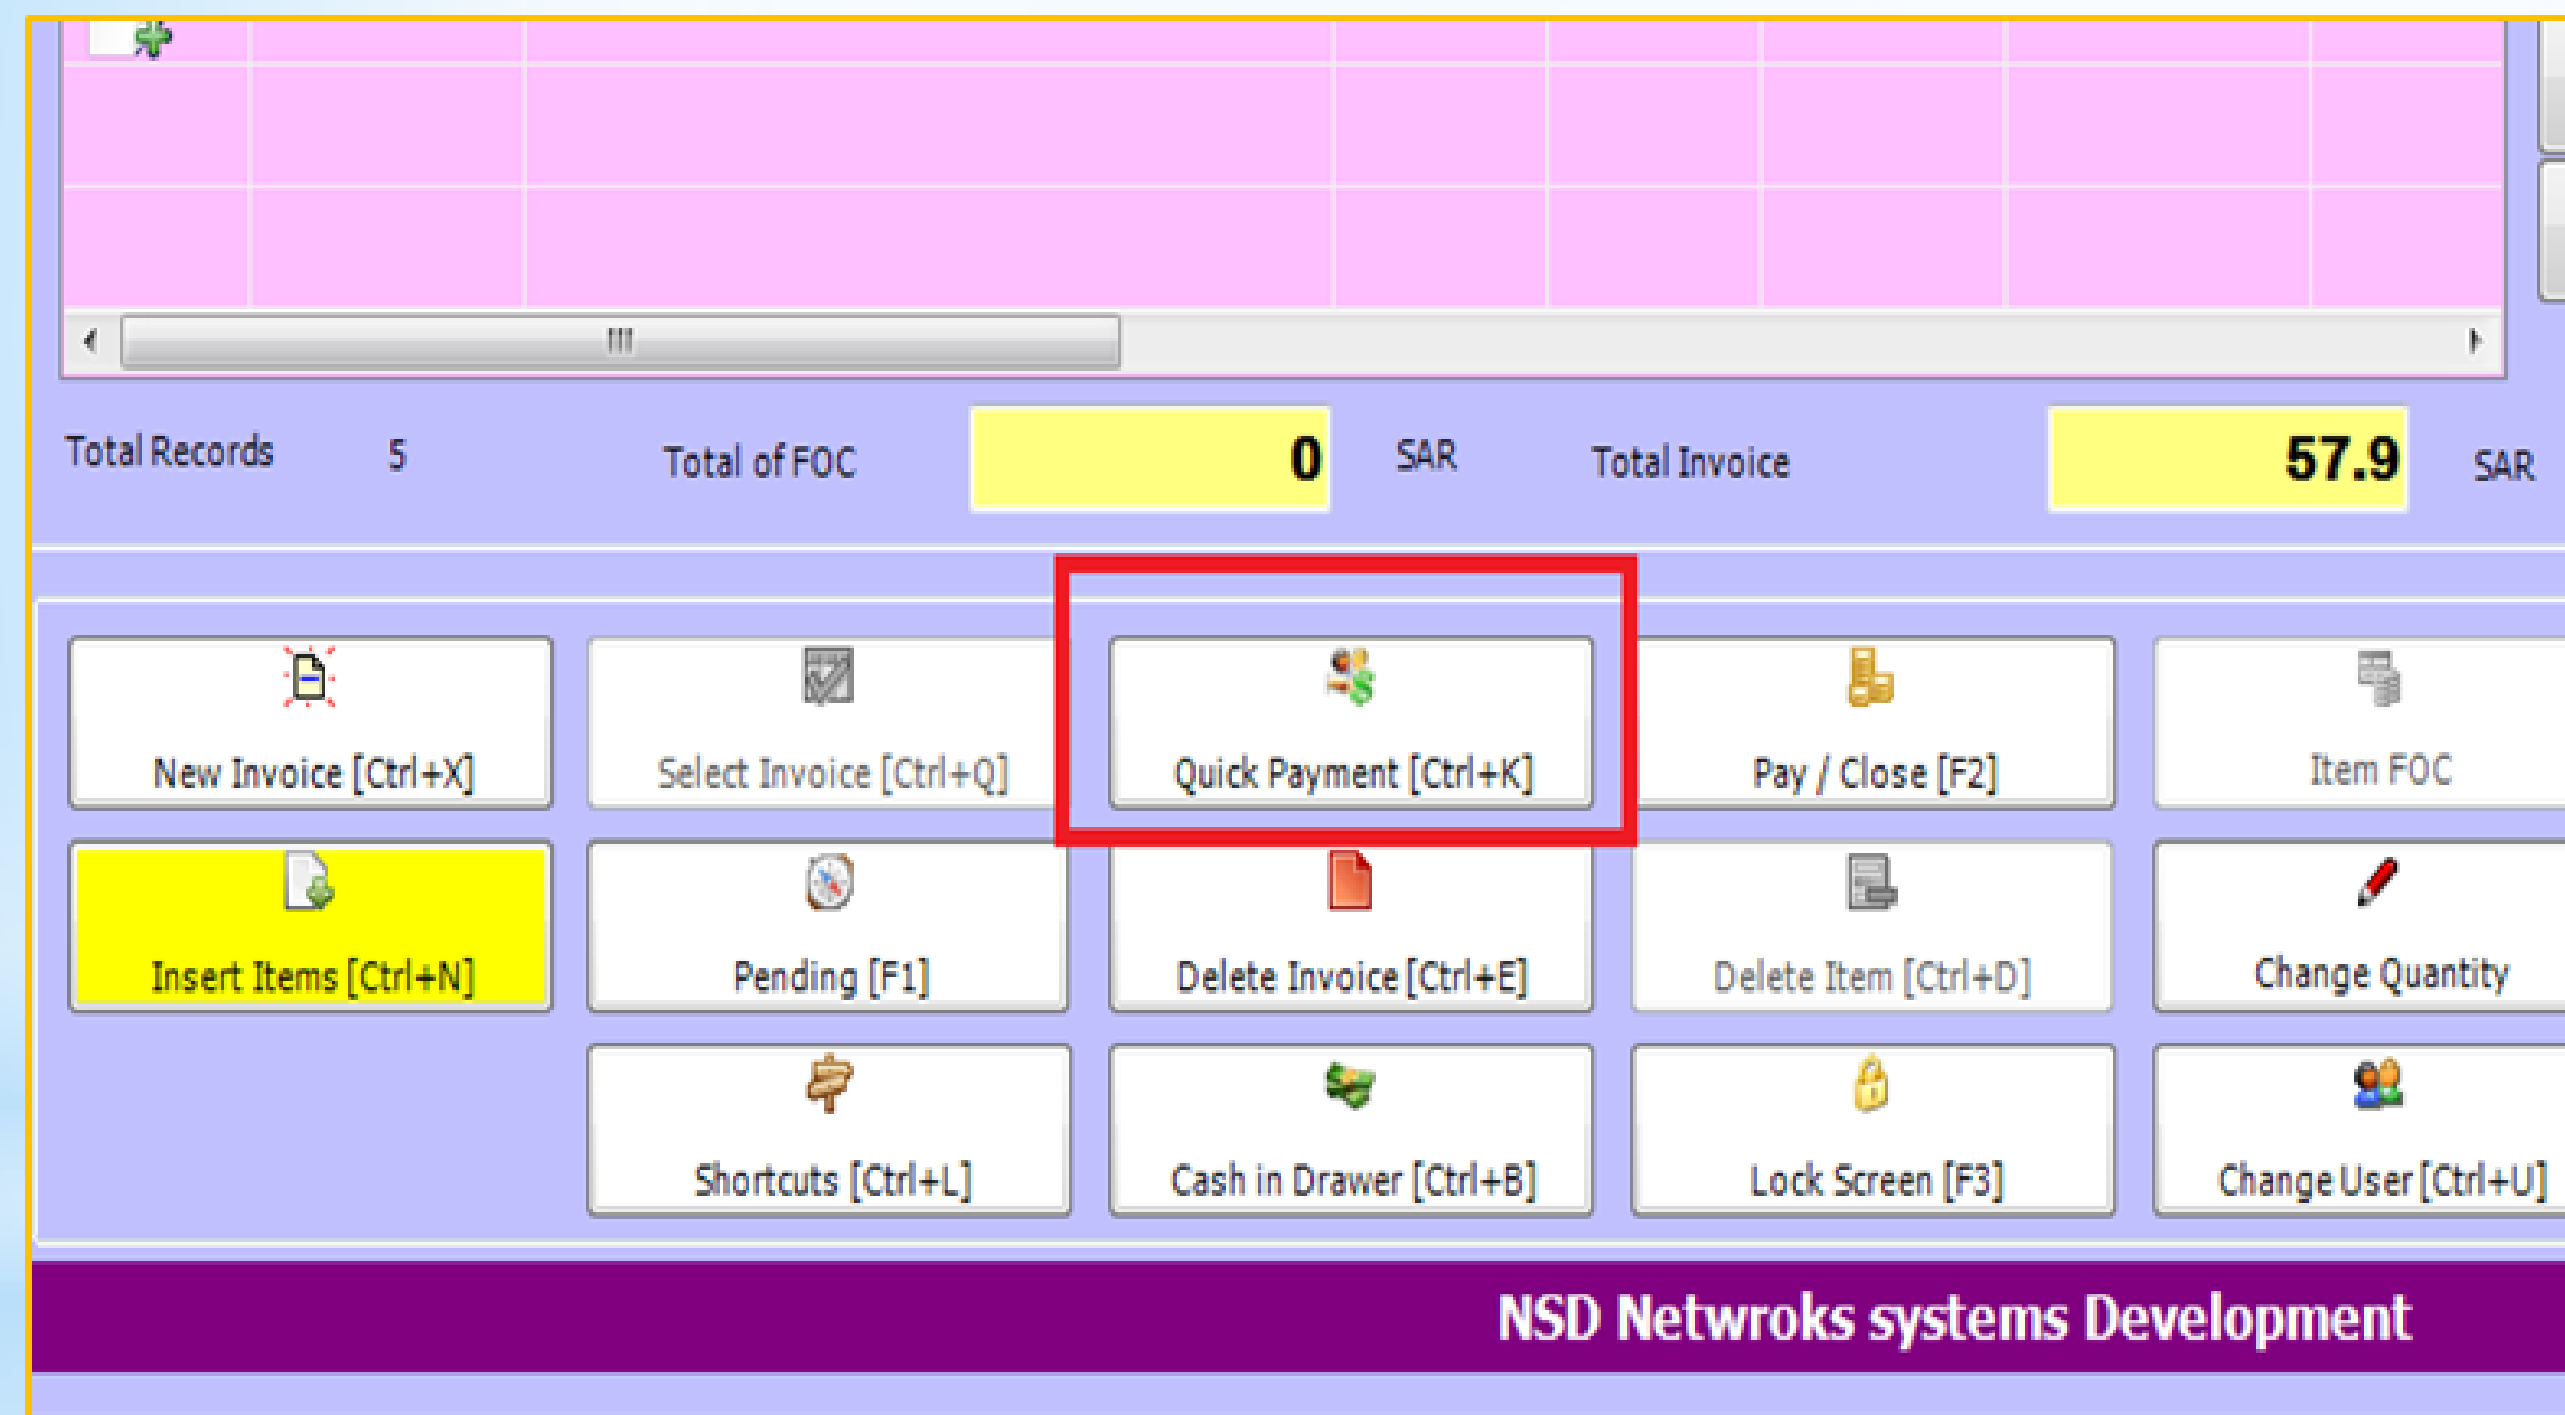 Total Records 5 Total of FOC 0 SAR Total Invoice 57.9 SAR
New Invoice [Ctrl+X] Select Invoice [Ctrl+Q] Quick Payment [Ctrl+K] Pay / Close [F2] Item FOC
Insert Items [Ctrl+N] Pending [F1] Delete Invoice [Ctrl+E] Delete Item [Ctrl+D] Change Quantity
Shortcuts [Ctrl+L] Cash in Drawer [Ctrl+B] Lock Screen [F3] Change User [Ctrl+U]
NSD Netwroks systems Development